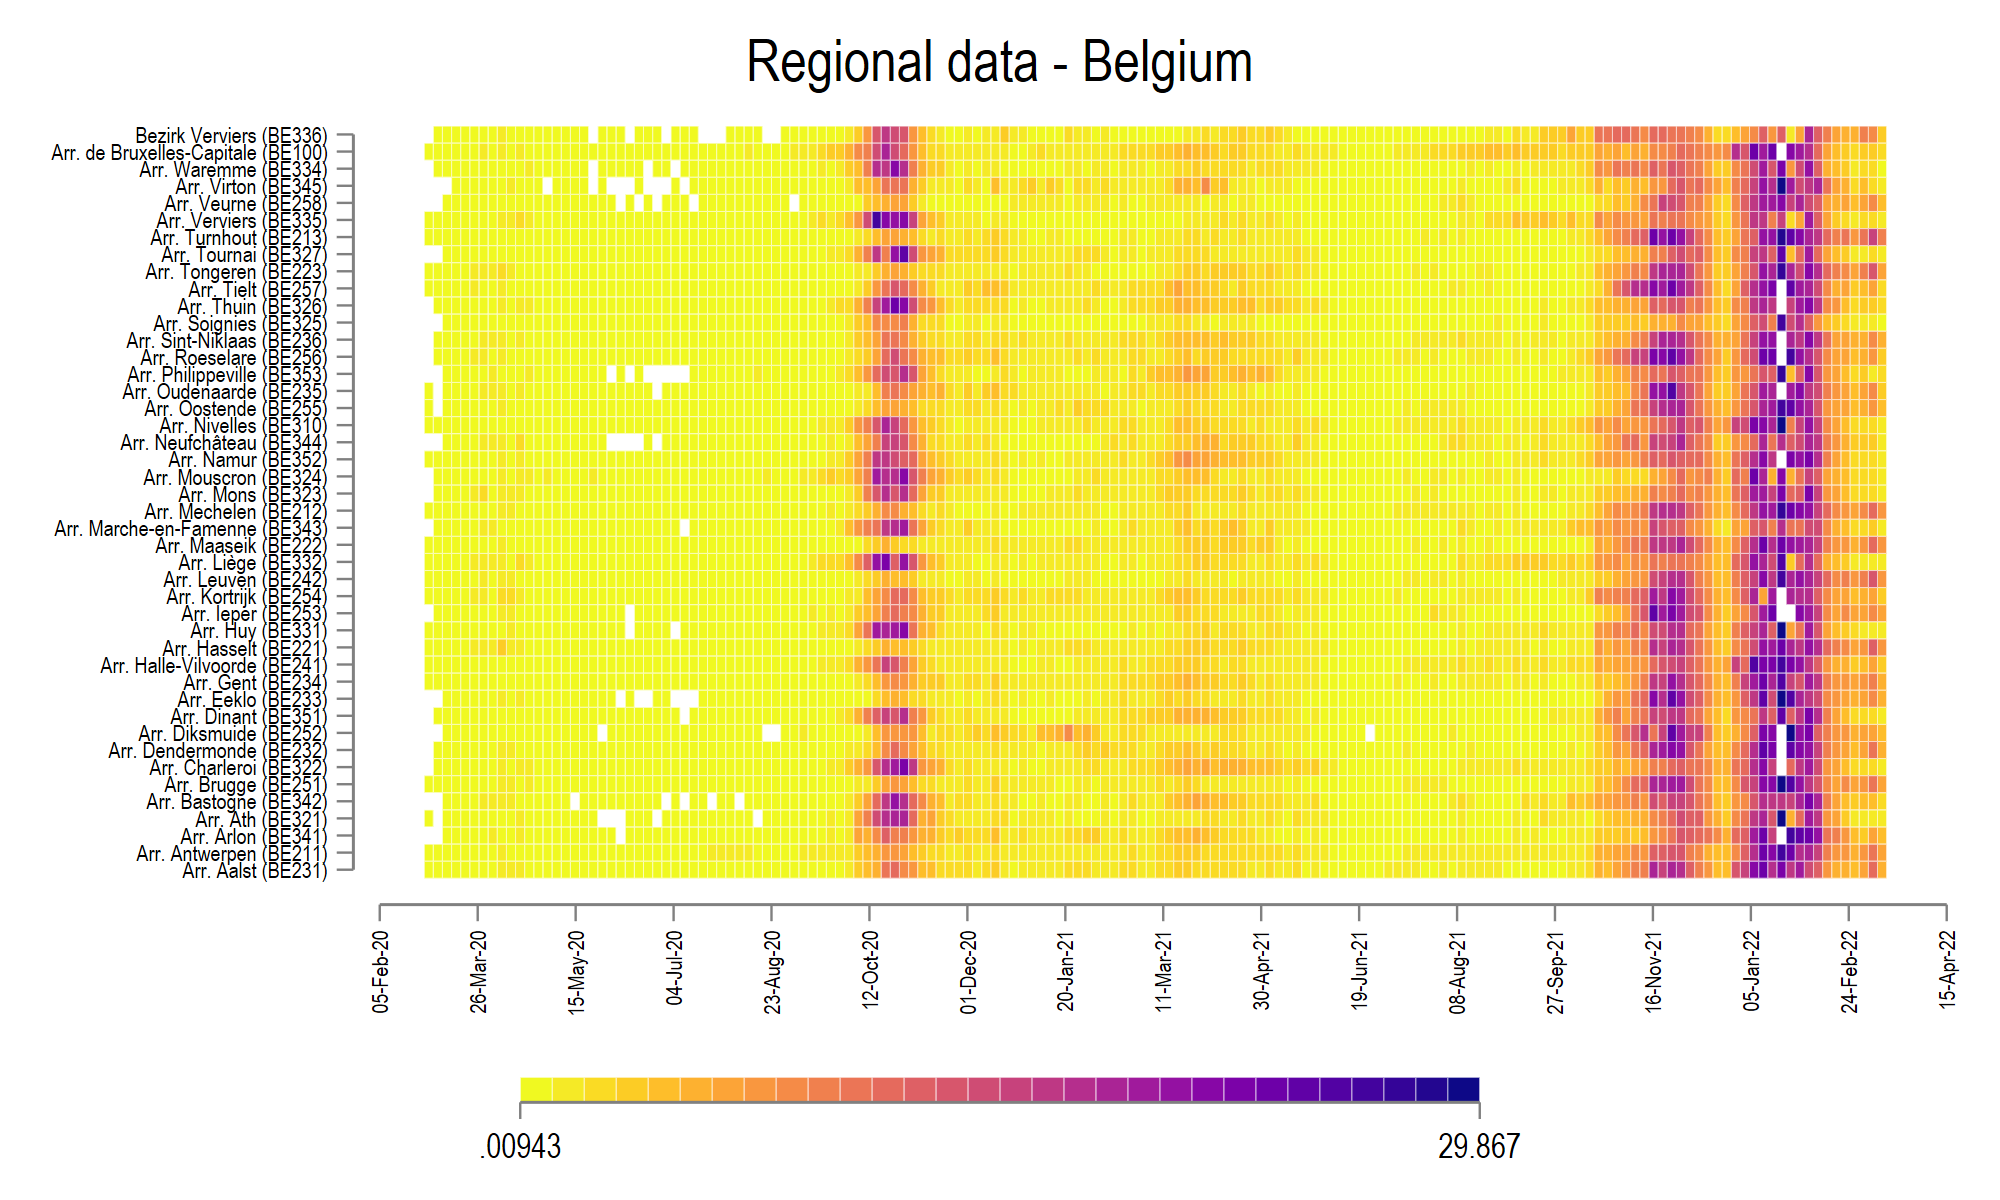 Regional data - Belgium
Bezirk Verviers (BE336)
Arr. de Bruxelles-Capitale (BE100)
Arr. Waremme (BE334)
Arr. Virton (BE345)
Arr. Veurne (BE258)
Arr. Verviers (BE335)
Arr. Turnhout (BE213)
Arr. Tournai (BE327)
Arr. Tongeren (BE223)
Arr. Tielt (BE257)
Arr. Thuin (BE326)
Arr. Soignies (BE325)
Arr. Sint-Niklaas (BE236)
Arr. Roeselare (BE256)
Arr. Philippeville (BE353)
Arr. Oudenaarde (BE235)
Arr. Oostende (BE255)
Arr. Nivelles (BE310)
Arr. Neufchâteau (BE344)
Arr. Namur (BE352)
Arr. Mouscron (BE324)
Arr. Mons (BE323)
Arr. Mechelen (BE212)
Arr. Marche-en-Famenne (BE343)
Arr. Maaseik (BE222)
Arr. Liège (BE332)
Arr. Leuven (BE242)
Arr. Kortrijk (BE254)
Arr. Ieper (BE253)
Arr. Huy (BE331)
Arr. Hasselt (BE221)
Arr. Halle-Vilvoorde (BE241)
Arr. Gent (BE234)
Arr. Eeklo (BE233)
Arr. Dinant (BE351)
Arr. Diksmuide (BE252)
Arr. Dendermonde (BE232)
Arr. Charleroi (BE322)
Arr. Brugge (BE251)
Arr. Bastogne (BE342)
Arr. Ath (BE321)
Arr. Arlon (BE341)
Arr. Antwerpen (BE211)
Arr. Aalst (BE231)
05-Feb-20
26-Mar-20
15-May-20
04-Jul-20
23-Aug-20
12-Oct-20
01-Dec-20
20-Jan-21
11-Mar-21
30-Apr-21
19-Jun-21
08-Aug-21
27-Sep-21
16-Nov-21
05-Jan-22
24-Feb-22
15-Apr-22
.00943
29.867